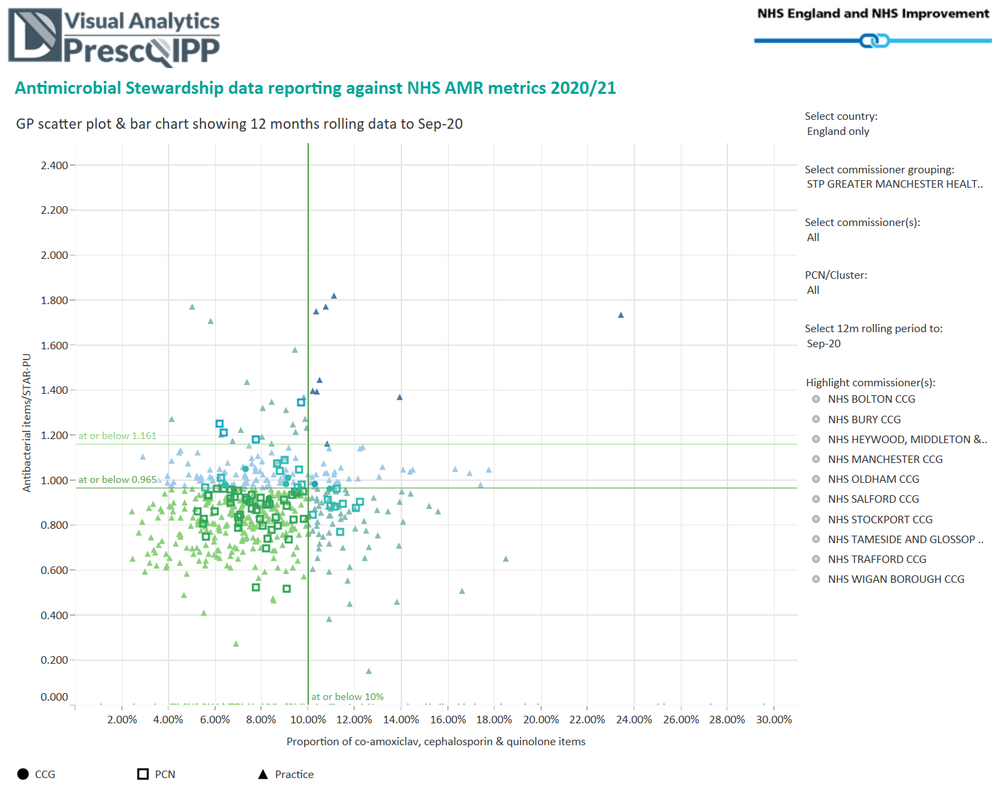 Visual Analytics
PrescQIPP
NHS England and NHS Improvement
Antimicrobial Stewardship data reporting against NHS AMR metrics 2020/21
GP scatter plot & bar chart showing 12 months rolling data to Sep-20
Select country:
England only
Select commissioner grouping:
STP GREATER MANCHESTER HEALT..
Select commissioner(s):
All
PCN/Cluster:
All
Select 12m rolling period to:
Sep-20
Highlight commissioner(s):
NHS BOLTON CCG
NHS BURY CCG
NHS HEYWOOD, MIDDLETON &..
NHS MANCHESTER CCG
NHS OLDHAM CCG
NHS SALFORD CCG
NHS STOCKPORT CCG
NHS TAMESIDE AND GLOSSOP ..
NHS TRAFFORD CCG
NHS WIGAN BOROUGH CCG
Antibacterial items/STAR-PU
2.400
2.200
2.000
1.800
1.600
1.400
1.200
1.000
0.800
0.600
0.400
0.200
0.000
at or below 1.161
at or below 0.965
at or below 10%
2.00% 4.00% 6.00% 8.00% 10.00% 12.00% 14.00% 16.00% 18.00% 20.00% 22.00% 24.00% 26.00% 28.00% 30.00%
Proportion of co-amoxiclav, cephalosporin & quinolone items
CCG PCN Practice